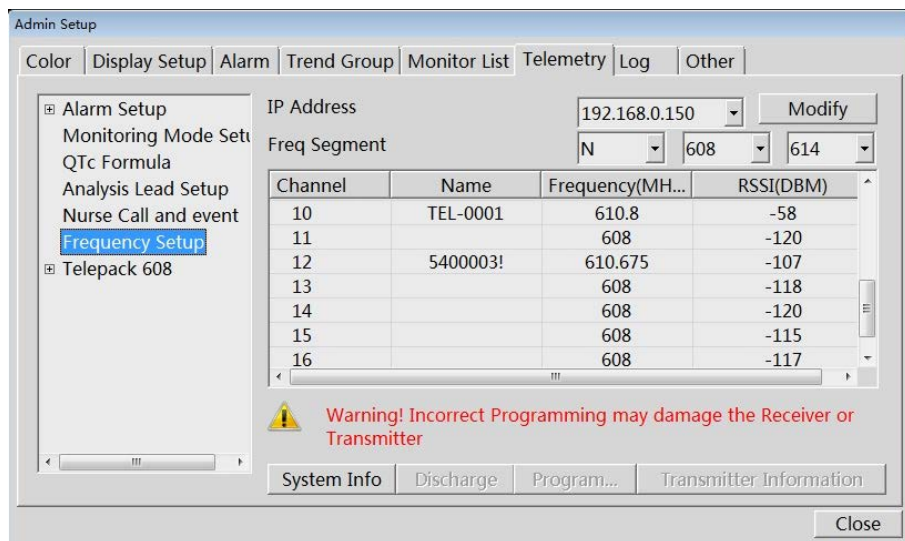 Admin Setup
Color Display Setup Alarm Trend Group Monitor List Telemetry Log Other
Alarm Setup
Monitoring Mode Setu
QTc Formula
Analysis Lead Setup
Nurse Call and event
Frequency Setup
Telepack 608
IP Address 192.168.0.150 Modify
Freq Segment N 608 614
Channel Name Frequency(MH... RSSI(DBM)
10 TEL-0001 610.8 -58
11 608 -120
12 5400003! 610.675 -107
13 608 -118
14 608 -120
15 608 -115
16 608 -117
Warning! Incorrect Programming may damage the Receiver or
Transmitter
System Info Discharge Program... Transmitter Information
Close